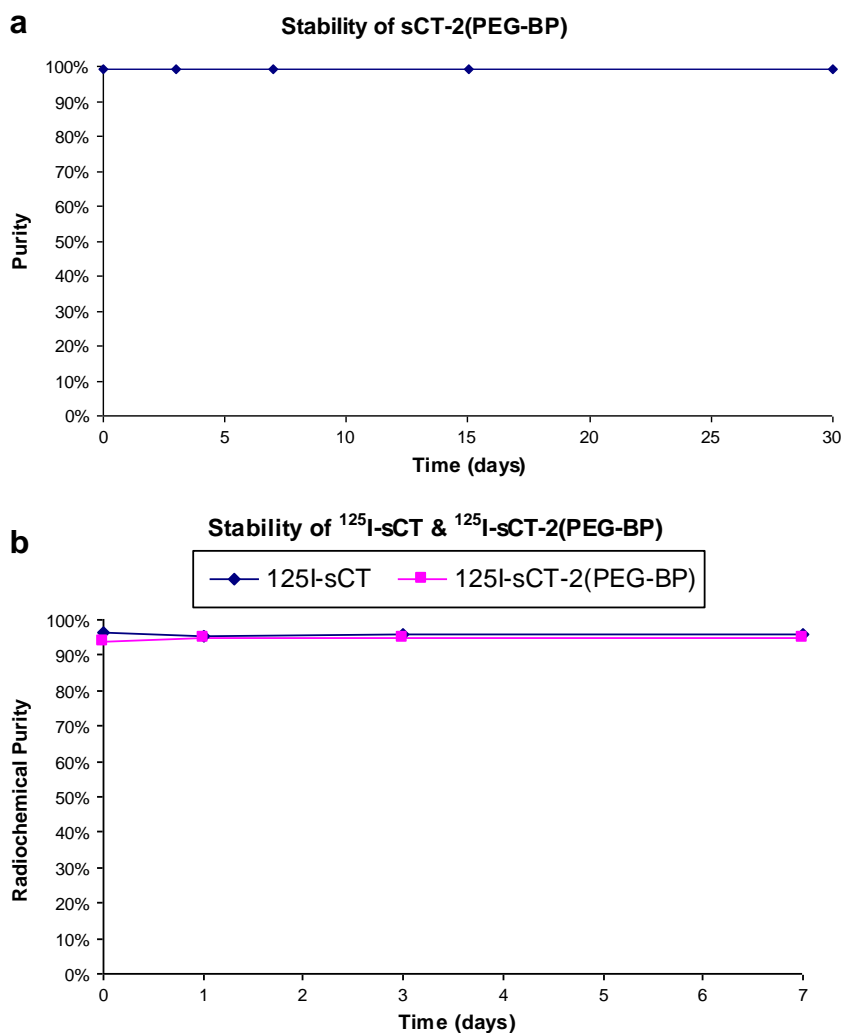 a
Stability of sCT-2(PEG-BP)
100%
90%
80%
70%
60%
50%
40%
30%
20%
10%
0%
Purity
0 5 10 15 20 25 30
Time (days)
b
Stability of ¹²⁵I-sCT & ¹²⁵I-sCT-2(PEG-BP)
125I-sCT 125I-sCT-2(PEG-BP)
100%
90%
80%
70%
60%
50%
40%
30%
20%
10%
0%
Radiochemical Purity
0 1 2 3 4 5 6 7
Time (days)